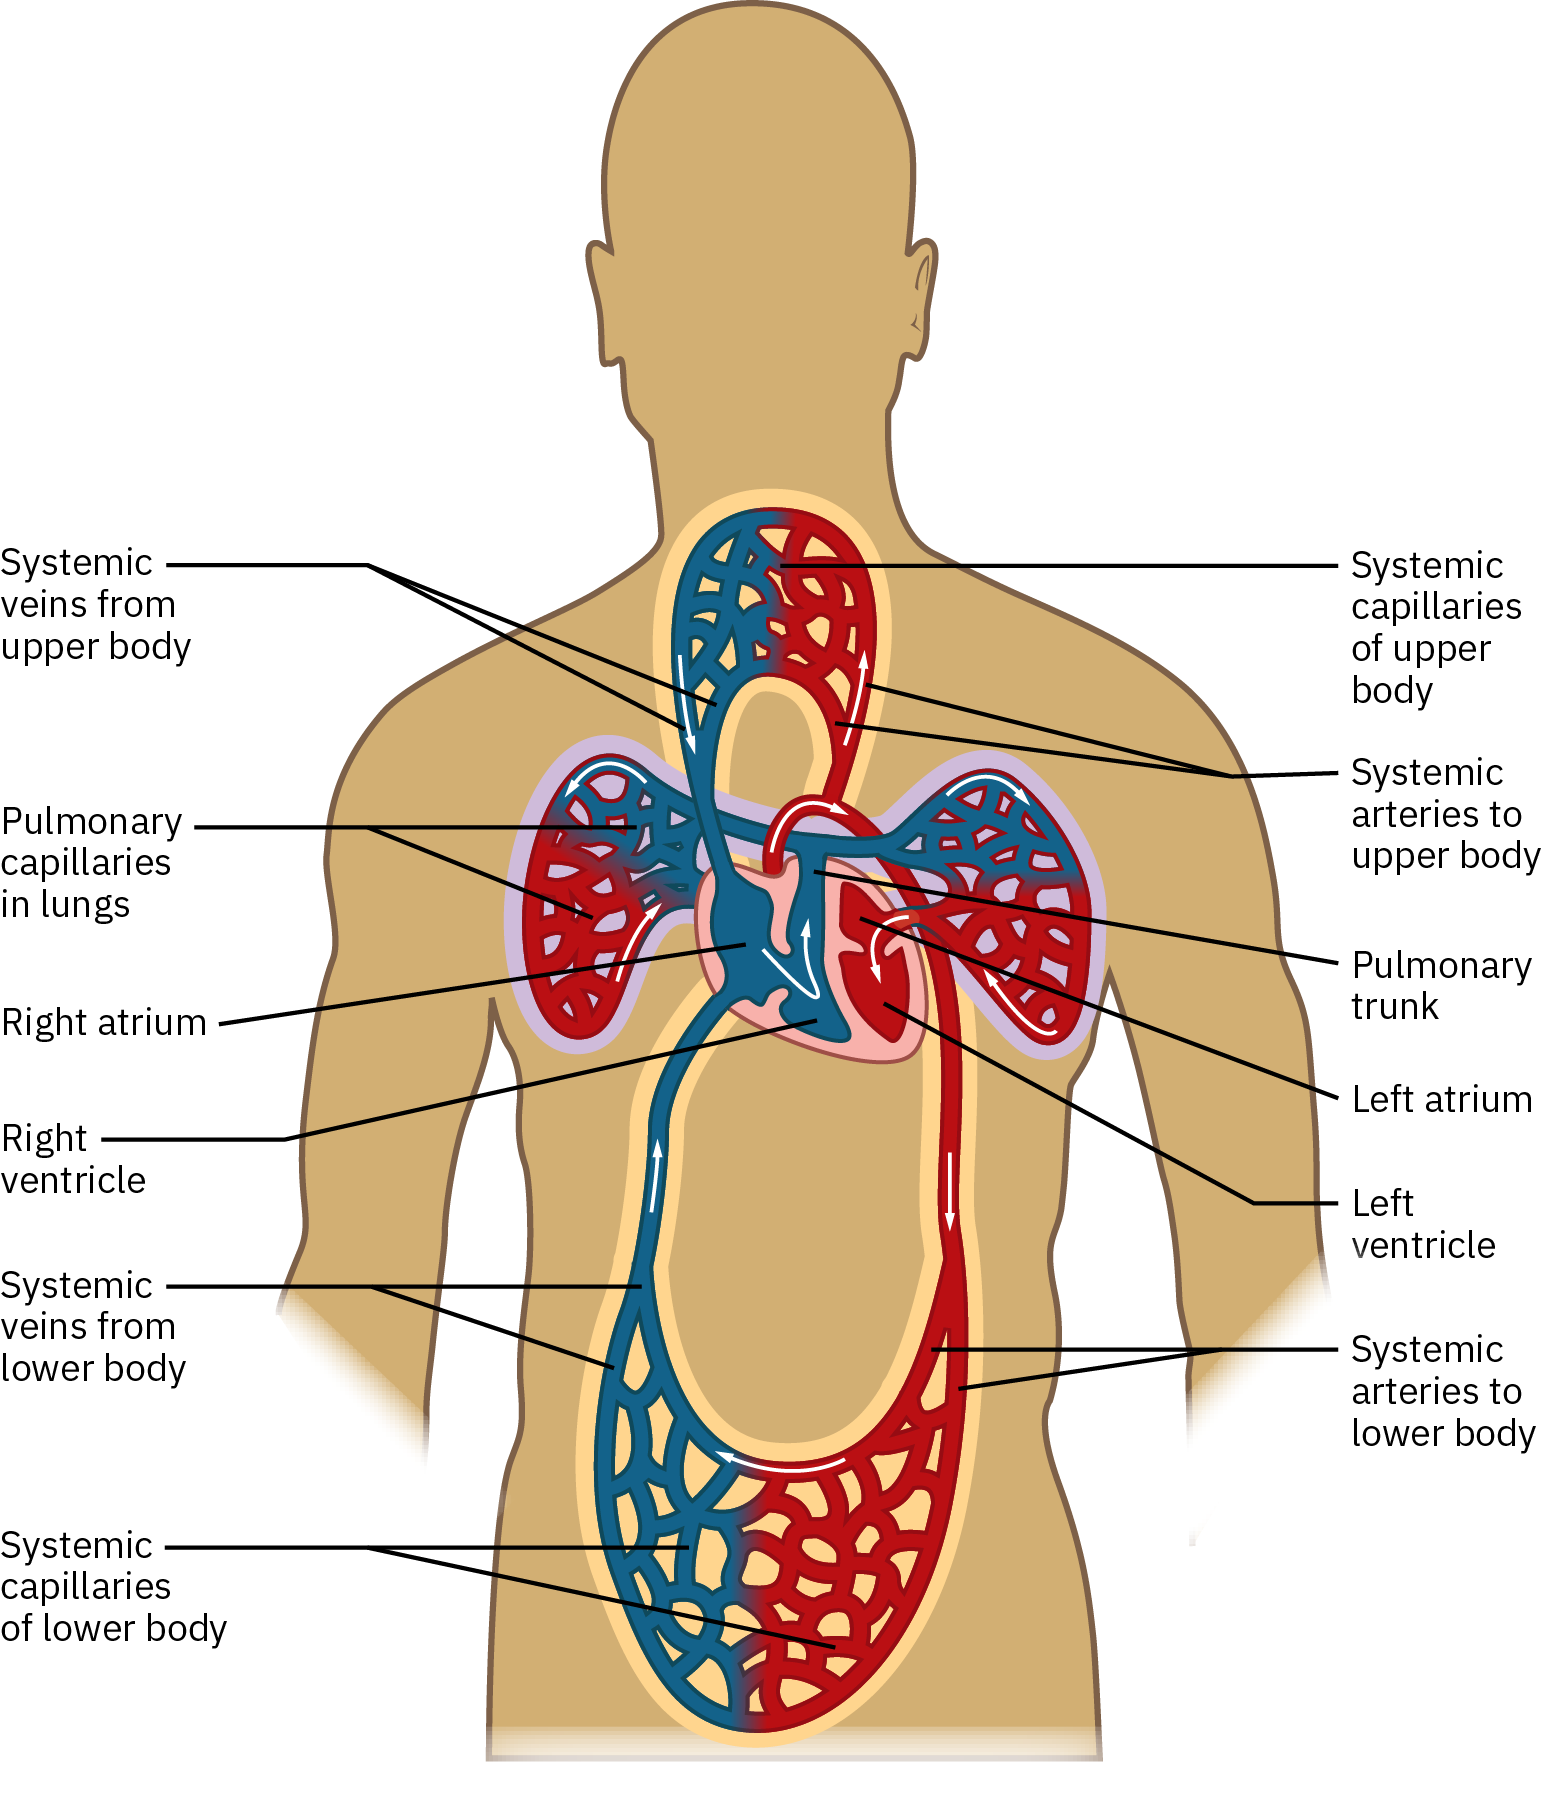 Systemic
veins from
upper body
Pulmonary
capillaries
in lungs
Right atrium
Right
ventricle
Systemic
veins from
lower body
Systemic
capillaries
of lower body
Systemic
capillaries
of upper
body
Systemic
arteries to
upper body
Pulmonary
trunk
Left atrium
Left
ventricle
Systemic
arteries to
lower body